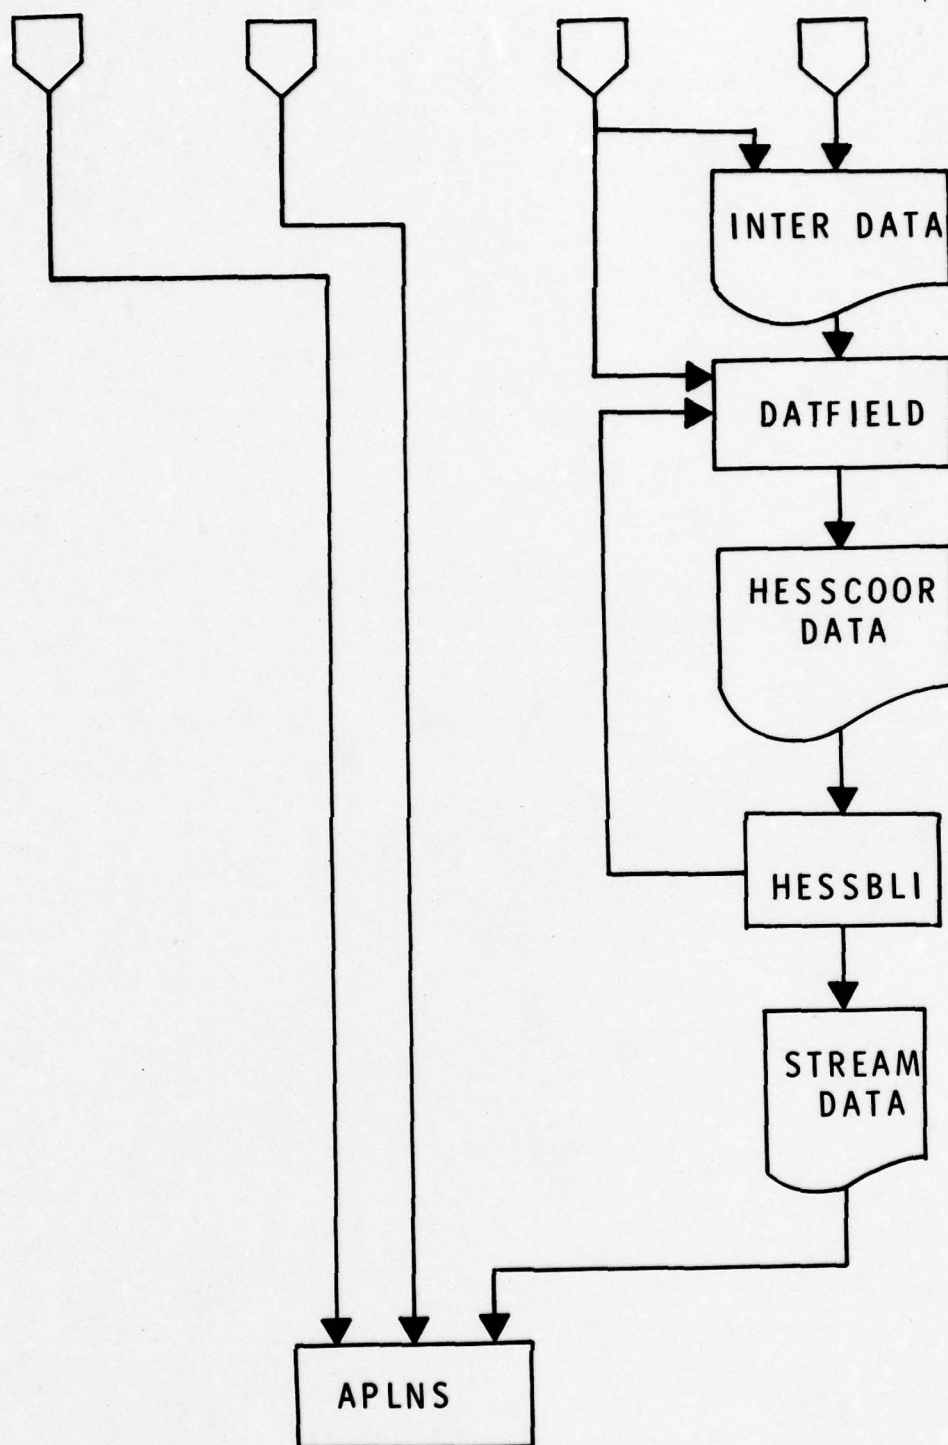 INTER DATA
DATFIELD
HESSCOOR
DATA
HESSBLI
STREAM
DATA
APLNS